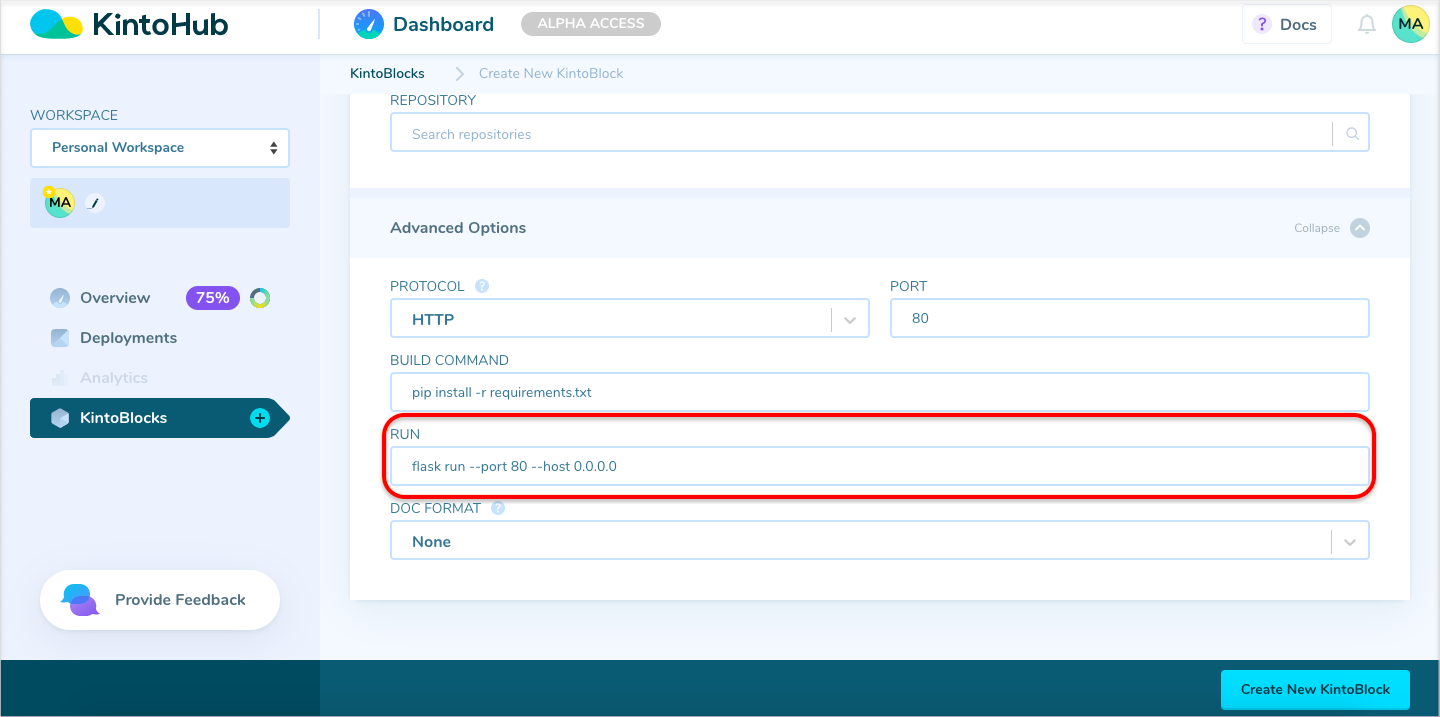 KintoHub
Dashboard
ALPHA ACCESS
? Docs
MA
KintoBlocks
Create New KintoBlock
WORKSPACE
Personal Workspace
MA
Overview
75%
Deployments
Analytics
KintoBlocks
+
Provide Feedback
REPOSITORY
Search repositories
Advanced Options
Collapse
PROTOCOL ?
HTTP
PORT
80
BUILD COMMAND
pip install -r requirements.txt
RUN
flask run --port 80 --host 0.0.0.0
DOC FORMAT ?
None
Create New KintoBlock